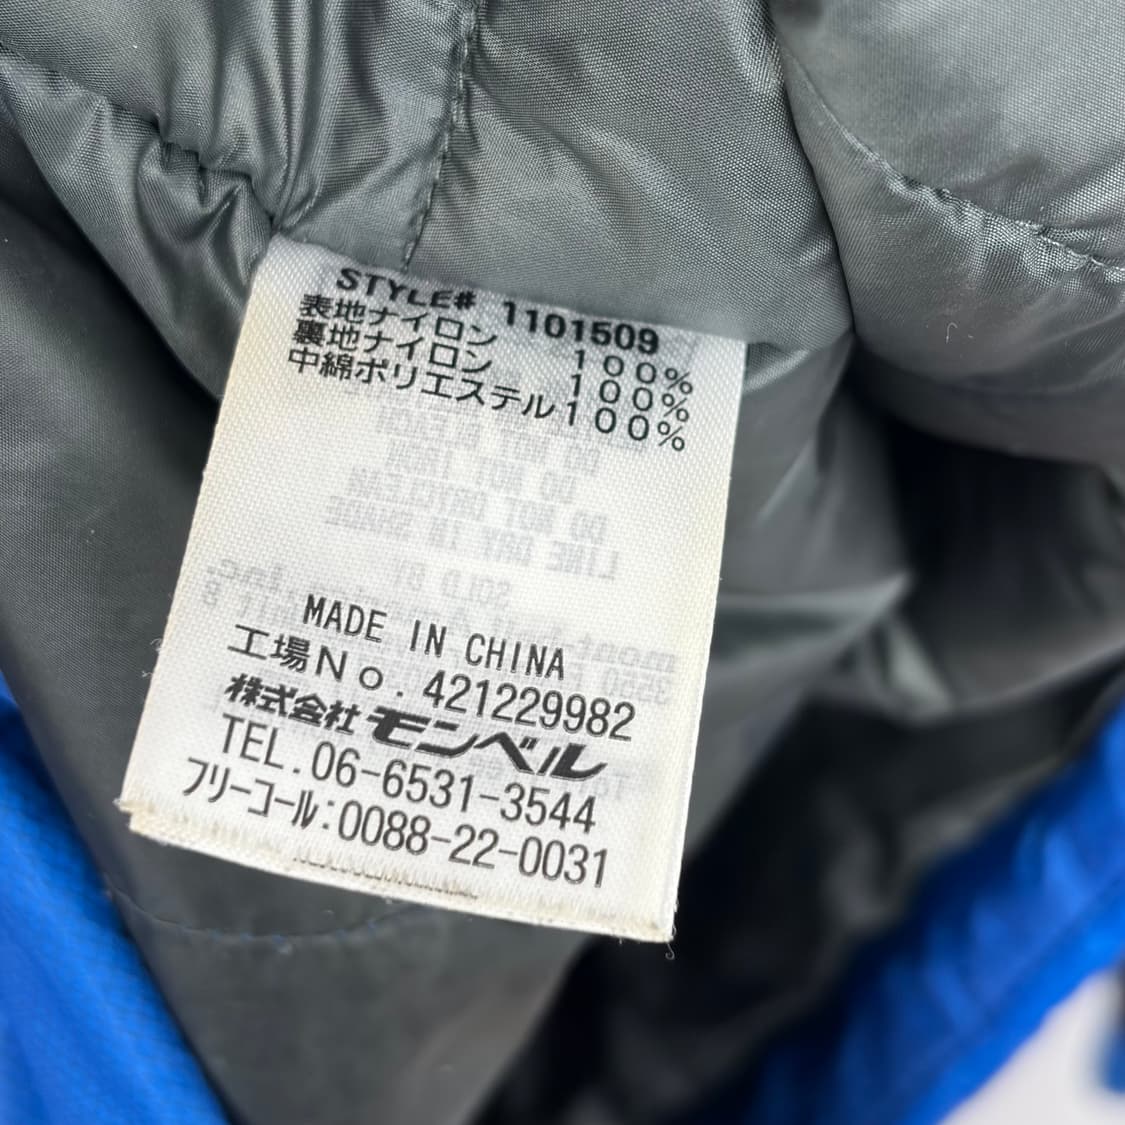 STYLE# 1101509
表地ナイロン 100%
裏地ナイロン 100%
中綿ポリエステル100%
MADE IN CHINA
工場No.421229982
株式会社モンベル
TEL.06-6531-3544
フリーコール:0088-22-0031